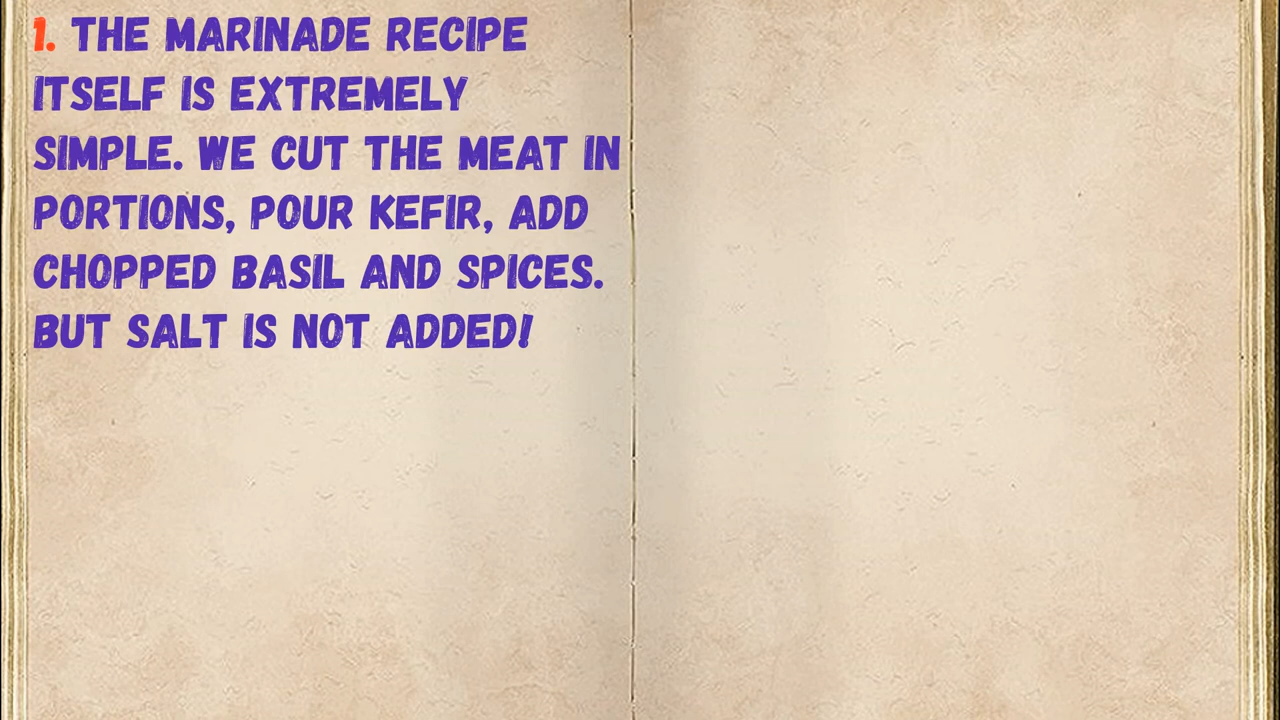 1. THE MARINADE RECIPE
ITSELF IS EXTREMELY
SIMPLE. WE CUT THE MEAT IN
PORTIONS, POUR KEFIR, ADD
CHOPPED BASIL AND SPICES.
BUT SALT IS NOT ADDED!